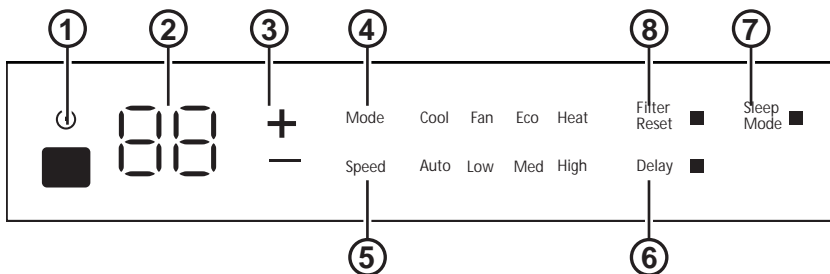 1 2 3 4 8 7
88
+
−
Mode Cool Fan Eco Heat
Filter
Reset
Sleep
Mode
Speed Auto Low Med High Delay
5 6